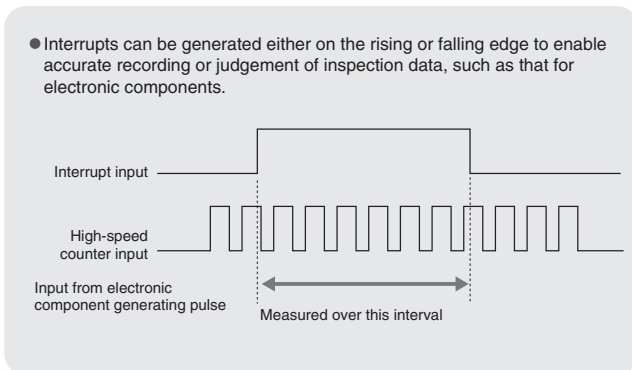 ● Interrupts can be generated either on the rising or falling edge to enable
accurate recording or judgement of inspection data, such as that for
electronic components.
Interrupt input
High-speed
counter input
Input from electronic
component generating pulse
Measured over this interval